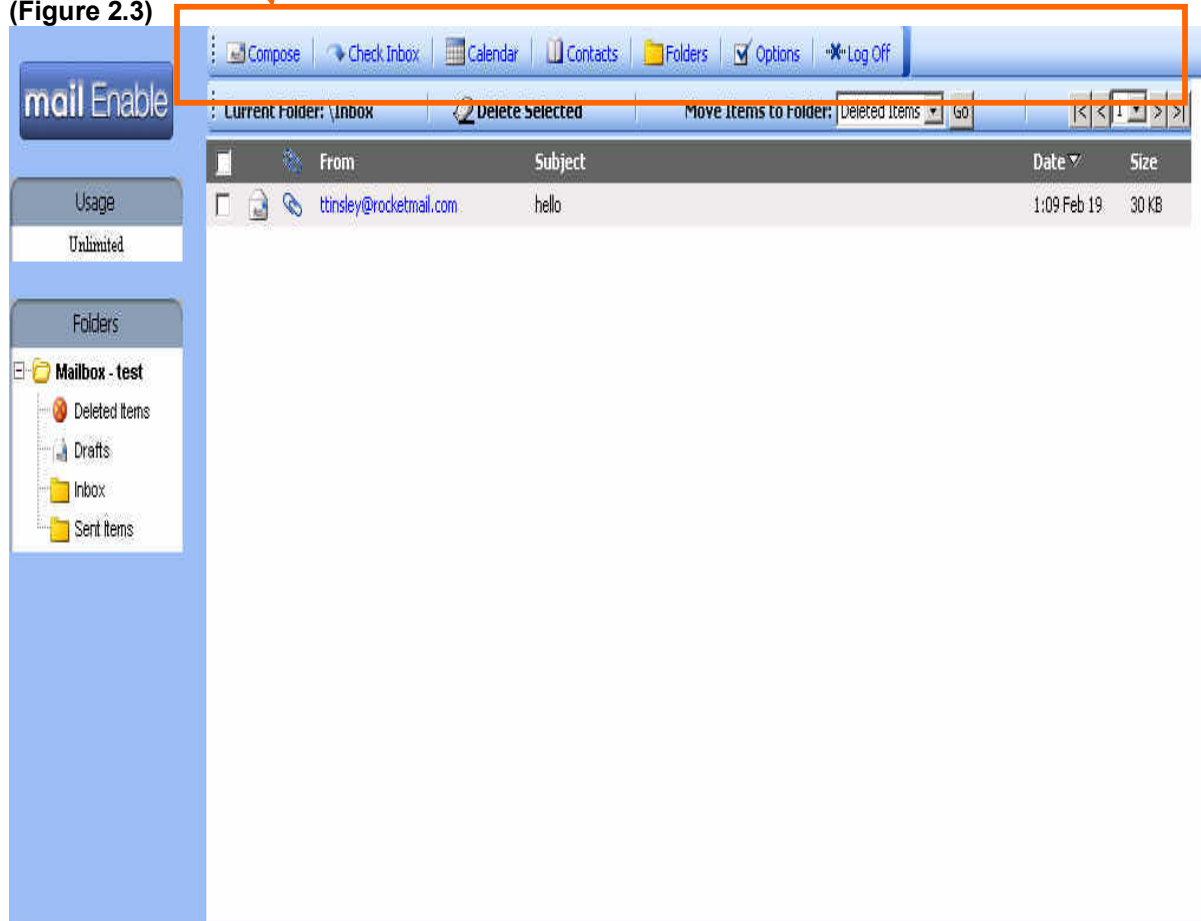 (Figure 2.3)
Compose Check Inbox Calendar Contacts Folders Options Log Off
mail Enable
Current Folder: \Inbox Delete Selected Move Items to Folder: Deleted Items Go |< < 1 > >|
From Subject Date Size
ttinsley@rocketmail.com hello 1:09 Feb 19 30 KB
Usage
Unlimited
Folders
Mailbox - test
Deleted Items
Drafts
Inbox
Sent Items